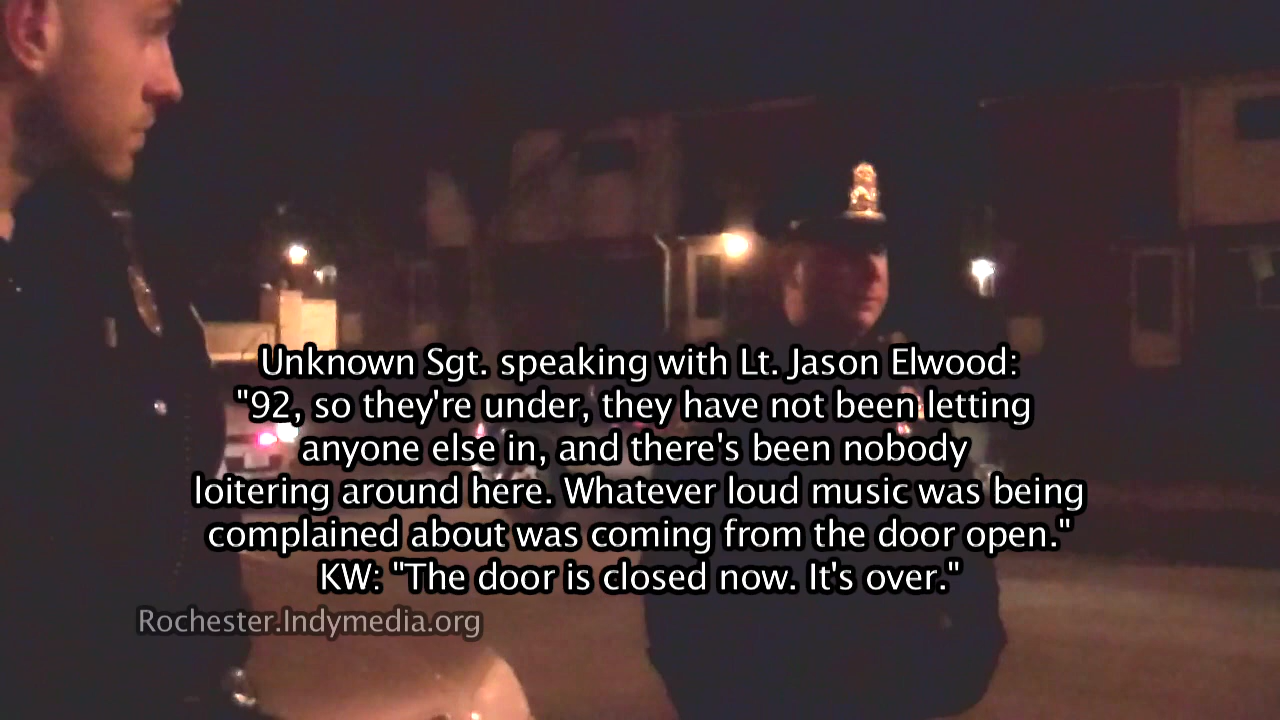 Unknown Sgt. speaking with Lt. Jason Elwood:
"92, so they're under, they have not been letting
anyone else in, and there's been nobody
loitering around here. Whatever loud music was being
complained about was coming from the door open."
KW: "The door is closed now. It's over."
Rochester.Indymedia.org